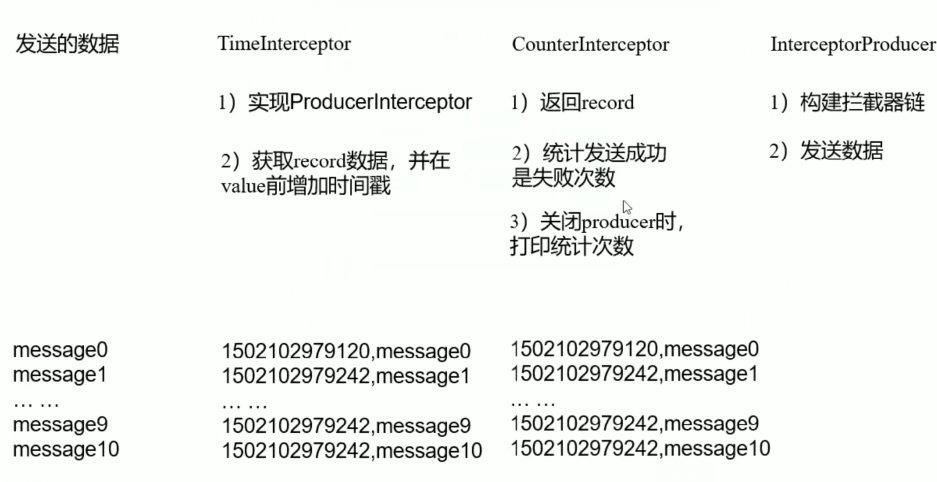 发送的数据
TimeInterceptor
CounterInterceptor
InterceptorProducer
1）实现ProducerInterceptor
2）获取record数据，并在
value前增加时间戳
1）返回record
2）统计发送成功
是失败次数
3）关闭producer时，
打印统计次数
1）构建拦截器链
2）发送数据
message0
message1
… …
message9
message10
1502102979120,message0
1502102979242,message1
… …
1502102979242,message9
1502102979242,message10
1502102979120,message0
1502102979242,message1
… …
1502102979242,message9
1502102979242,message10